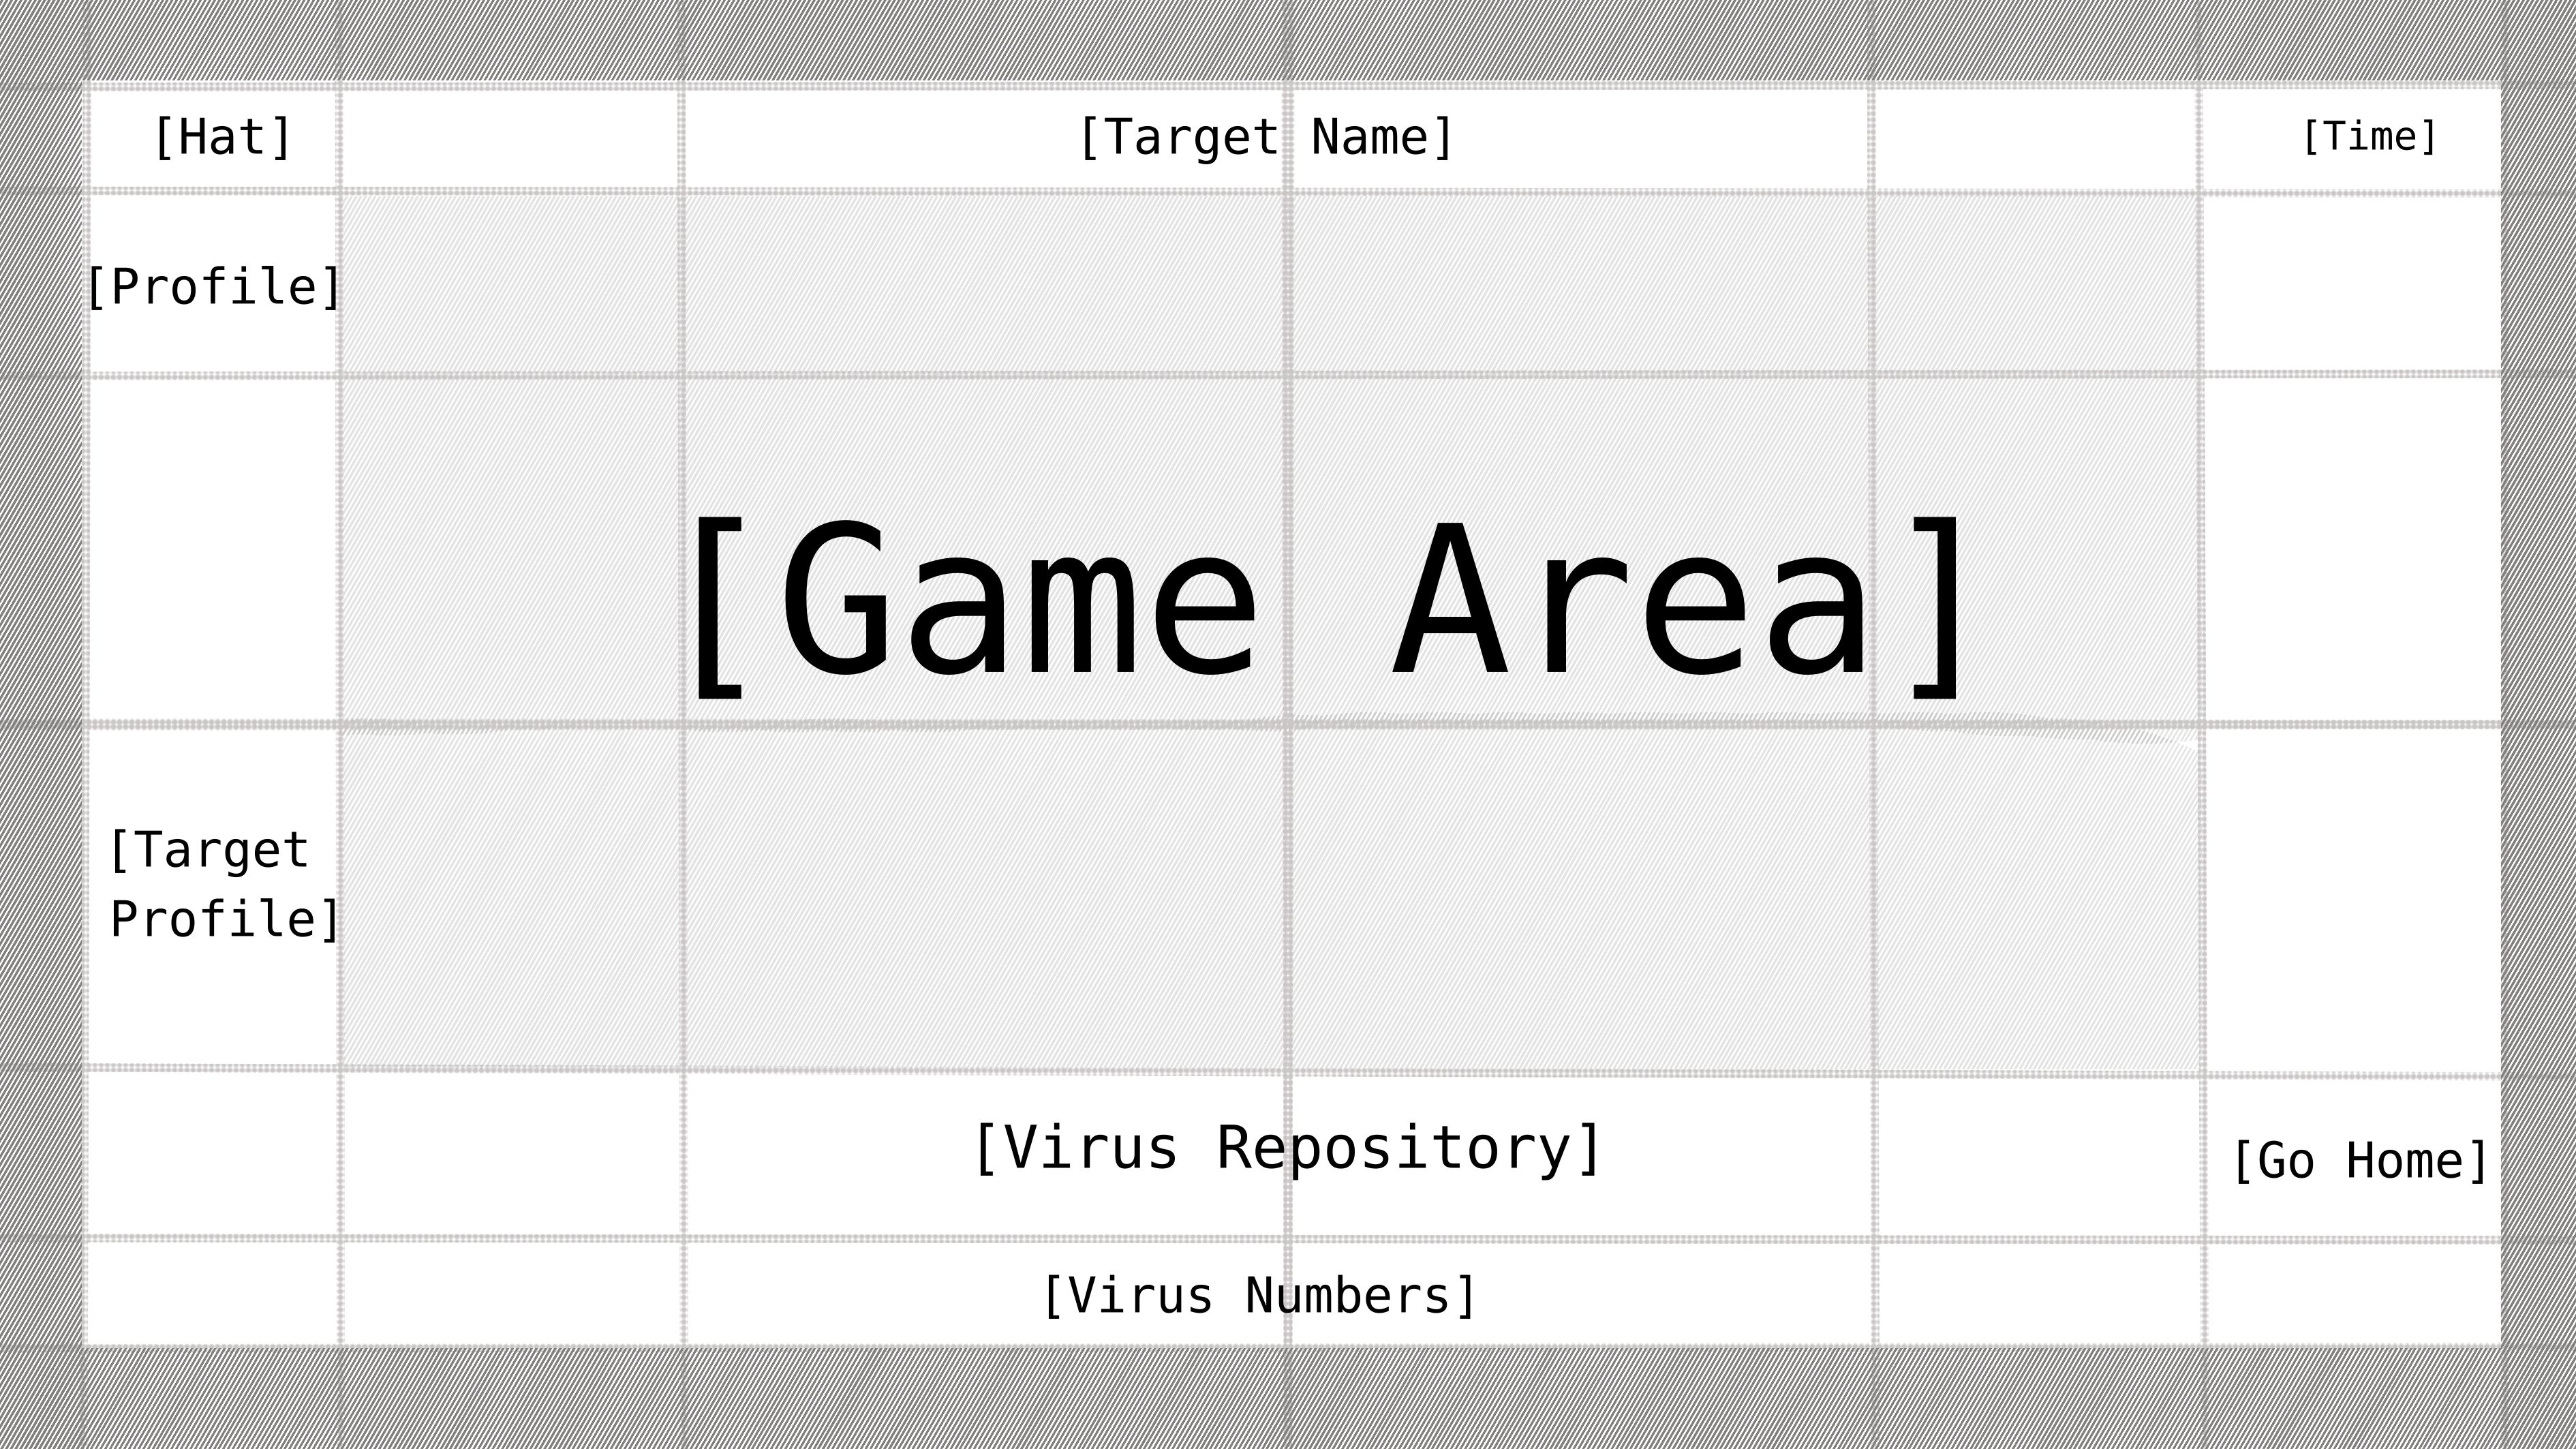 [Hat]
[Target Name]
[Time]
[Profile]
[Game Area]
[Target
Profile]
[Virus Repository]
[Go Home]
[Virus Numbers]